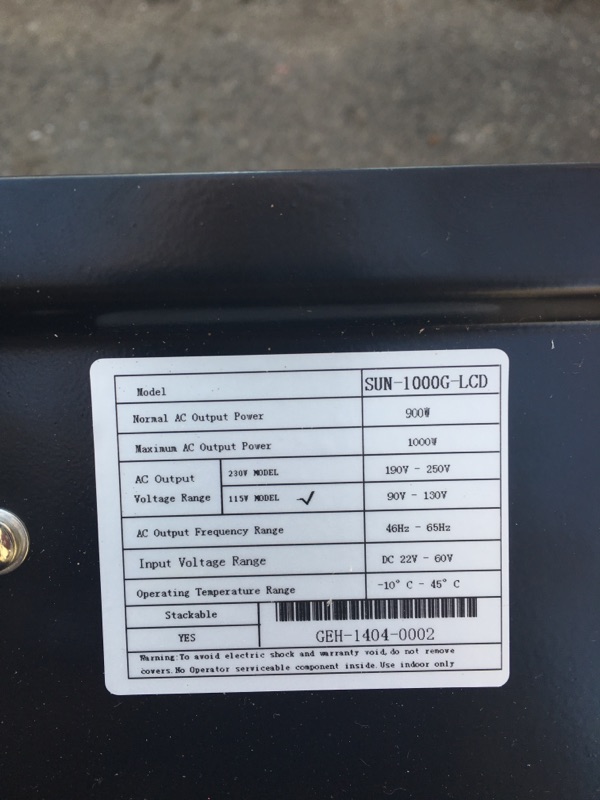 Model SUN-1000G-LCD
Normal AC Output Power 900W
Maximum AC Output Power 1000W
AC Output Voltage Range
230V MODEL 190V - 250V
115V MODEL ✓ 90V - 130V
AC Output Frequency Range 46Hz - 65Hz
Input Voltage Range DC 22V - 60V
Operating Temperature Range -10° C - 45° C
Stackable
YES GEH-1404-0002
Warning:To avoid electric shock and warranty void, do not remove
covers. No Operator serviceable component inside. Use indoor only